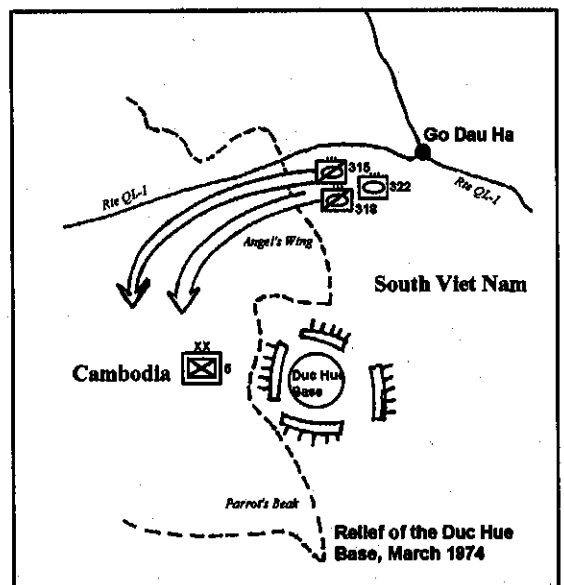 Go Dau Ha
315
322
318
Rte QL-1
Rte QL-1
Angel's Wing
South Viet Nam
XX
Cambodia
Duc Hue
Base
Parrot's Beak
Relief of the Duc Hue
Base, March 1974